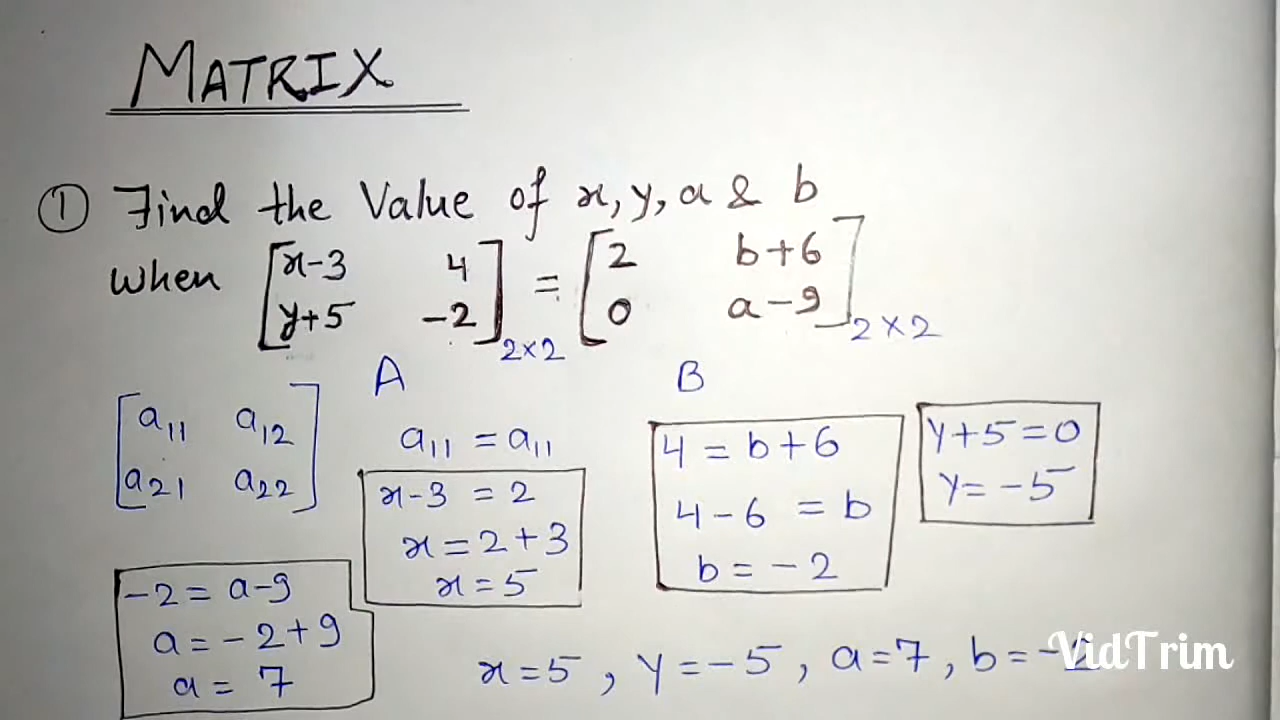 MATRIX
① Find the Value of x, y, a & b
when [x-3 4 = [2 b+6
y+5 -2]2×2 0 a-9]2×2
A B
[a11 a12
a21 a22]
a11 = a11
x-3 = 2
x = 2+3
x = 5
4 = b+6
4-6 = b
b = -2
y+5=0
y= -5
-2 = a-9
a = -2+9
a = 7
x=5, y=-5, a=7, b=-2
VidTrim